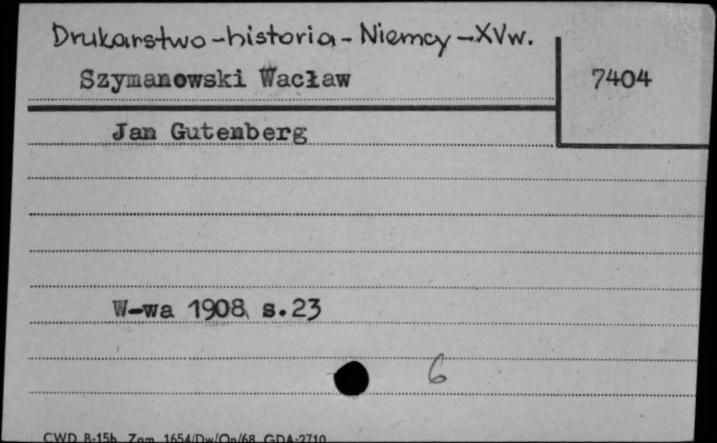 Drukarstwo-historia-Niemcy-XVw.
Szymanowski Wacław
7404
Jan Gutenberg
W-wa 1908, s.23
6
CWD B-15b Zam. 1654/Dw/On/68 GDA-2710